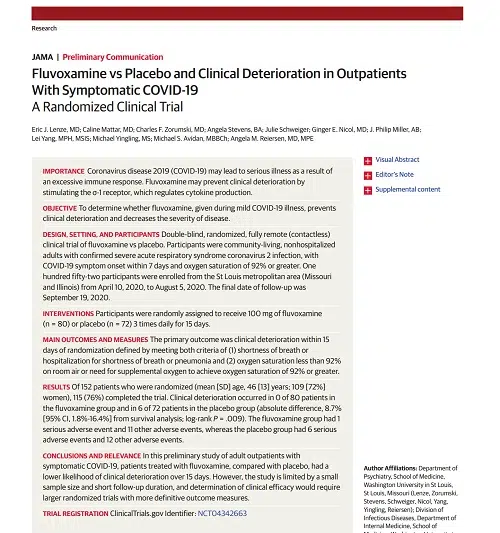 Research
JAMA | Preliminary Communication
Fluvoxamine vs Placebo and Clinical Deterioration in Outpatients
With Symptomatic COVID-19
A Randomized Clinical Trial
Eric J. Lenze, MD; Caline Mattar, MD; Charles F. Zorumski, MD; Angela Stevens, BA; Julie Schweiger; Ginger E. Nicol, MD; J. Philip Miller, AB;
Lei Yang, MPH, MSIS; Michael Yingling, MS; Michael S. Avidan, MBBCh; Angela M. Reiersen, MD, MPE
IMPORTANCE Coronavirus disease 2019 (COVID-19) may lead to serious illness as a result of
an excessive immune response. Fluvoxamine may prevent clinical deterioration by
stimulating the σ-1 receptor, which regulates cytokine production.
OBJECTIVE To determine whether fluvoxamine, given during mild COVID-19 illness, prevents
clinical deterioration and decreases the severity of disease.
DESIGN, SETTING, AND PARTICIPANTS Double-blind, randomized, fully remote (contactless)
clinical trial of fluvoxamine vs placebo. Participants were community-living, nonhospitalized
adults with confirmed severe acute respiratory syndrome coronavirus 2 infection, with
COVID-19 symptom onset within 7 days and oxygen saturation of 92% or greater. One
hundred fifty-two participants were enrolled from the St Louis metropolitan area (Missouri
and Illinois) from April 10, 2020, to August 5, 2020. The final date of follow-up was
September 19, 2020.
INTERVENTIONS Participants were randomly assigned to receive 100 mg of fluvoxamine
(n = 80) or placebo (n = 72) 3 times daily for 15 days.
MAIN OUTCOMES AND MEASURES The primary outcome was clinical deterioration within 15
days of randomization defined by meeting both criteria of (1) shortness of breath or
hospitalization for shortness of breath or pneumonia and (2) oxygen saturation less than 92%
on room air or need for supplemental oxygen to achieve oxygen saturation of 92% or greater.
RESULTS Of 152 patients who were randomized (mean [SD] age, 46 [13] years; 109 [72%]
women), 115 (76%) completed the trial. Clinical deterioration occurred in 0 of 80 patients in
the fluvoxamine group and in 6 of 72 patients in the placebo group (absolute difference, 8.7%
[95% CI, 1.8%-16.4%] from survival analysis; log-rank P = .009). The fluvoxamine group had 1
serious adverse event and 11 other adverse events, whereas the placebo group had 6 serious
adverse events and 12 other adverse events.
CONCLUSIONS AND RELEVANCE In this preliminary study of adult outpatients with
symptomatic COVID-19, patients treated with fluvoxamine, compared with placebo, had a
lower likelihood of clinical deterioration over 15 days. However, the study is limited by a small
sample size and short follow-up duration, and determination of clinical efficacy would require
larger randomized trials with more definitive outcome measures.
TRIAL REGISTRATION ClinicalTrials.gov Identifier: NCT04342663
Visual Abstract
Editor's Note
Supplemental content
Author Affiliations: Department of
Psychiatry, School of Medicine,
Washington University in St Louis,
St Louis, Missouri (Lenze, Zorumski,
Stevens, Schweiger, Nicol, Yang,
Yingling, Reiersen); Division of
Infectious Diseases, Department of
Internal Medicine, School of